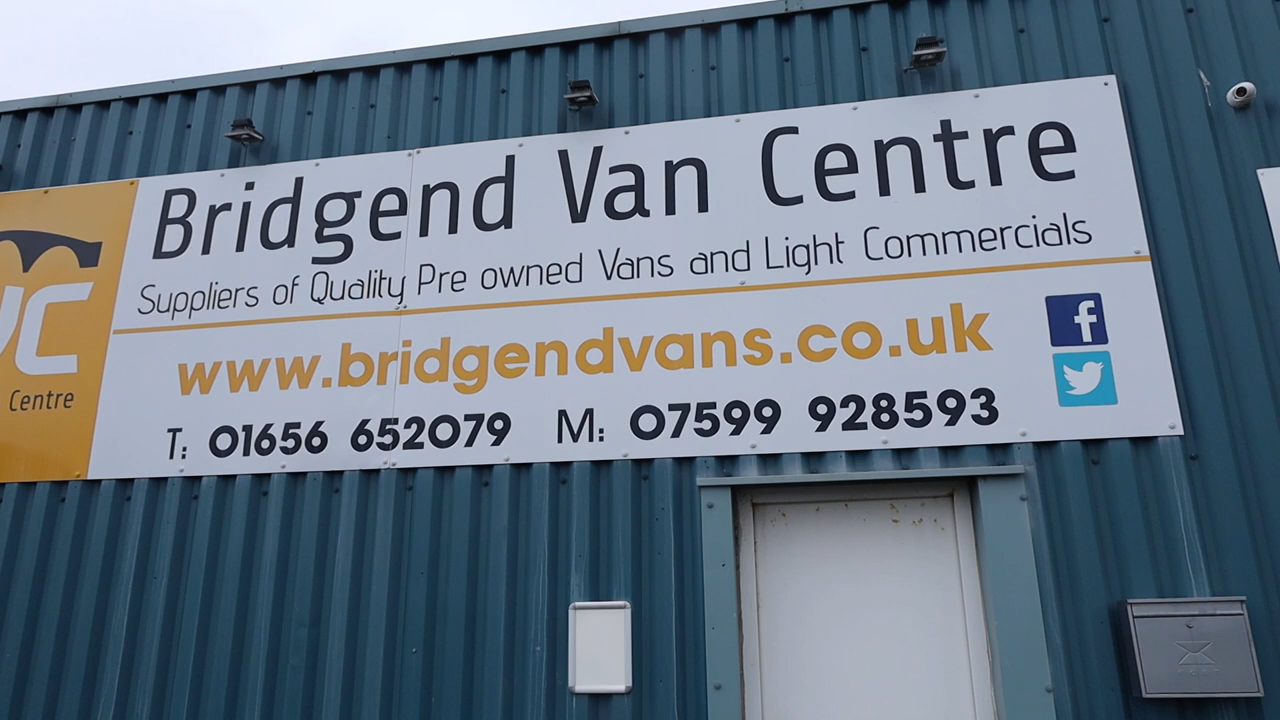 Bridgend Van Centre
Suppliers of Quality Pre owned Vans and Light Commercials
www.bridgendvans.co.uk
T: 01656 652079 M: 07599 928593
VC
Centre
f